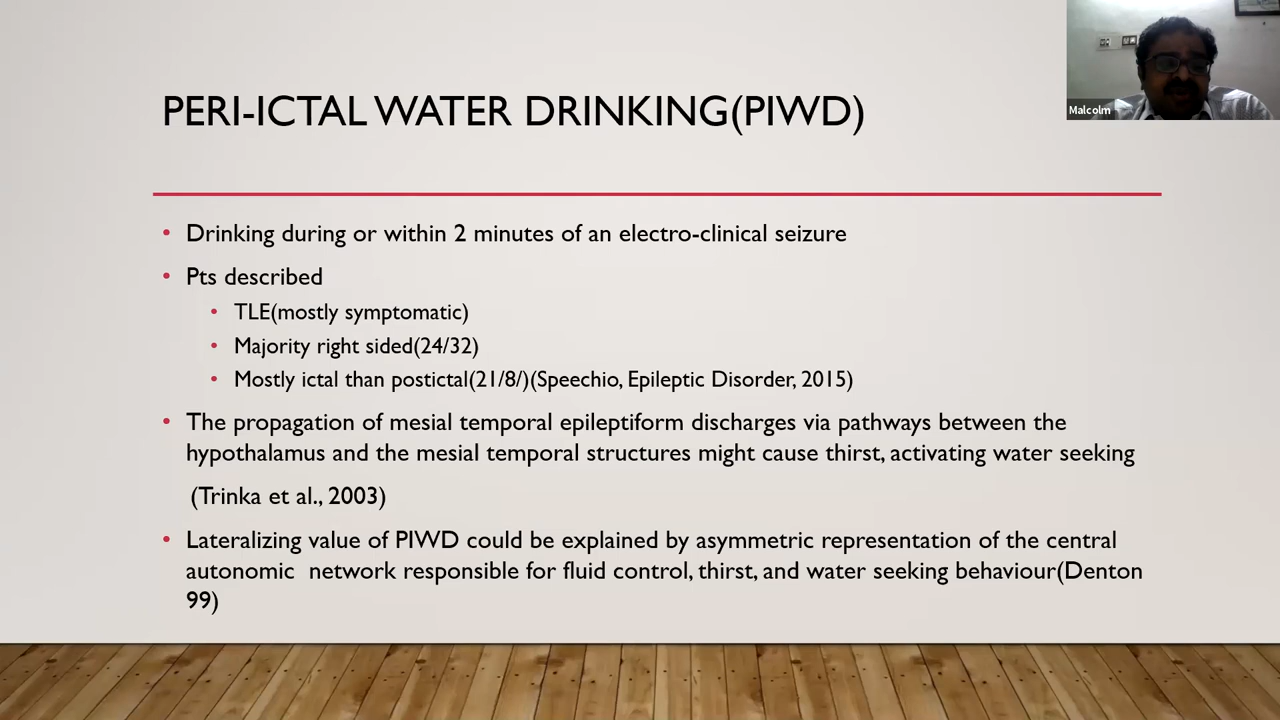 PERI-ICTAL WATER DRINKING(PIWD)
Malcolm
• Drinking during or within 2 minutes of an electro-clinical seizure
• Pts described
• TLE(mostly symptomatic)
• Majority right sided(24/32)
• Mostly ictal than postictal(21/8/)(Speechio, Epileptic Disorder, 2015)
• The propagation of mesial temporal epileptiform discharges via pathways between the
hypothalamus and the mesial temporal structures might cause thirst, activating water seeking
(Trinka et al., 2003)
• Lateralizing value of PIWD could be explained by asymmetric representation of the central
autonomic  network responsible for fluid control, thirst, and water seeking behaviour(Denton
99)